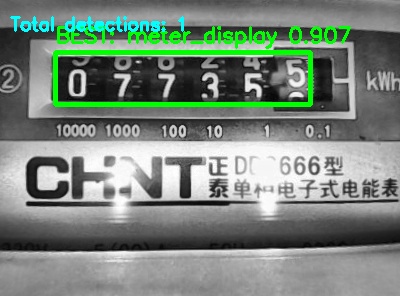 Total detections: 1
BEST: meter_display 0.907
② 0 7 7 3 5 5 kWh
10000 1000 100 10 1 0.1
CHNT 正泰 DD 666型
单相电子式电能表